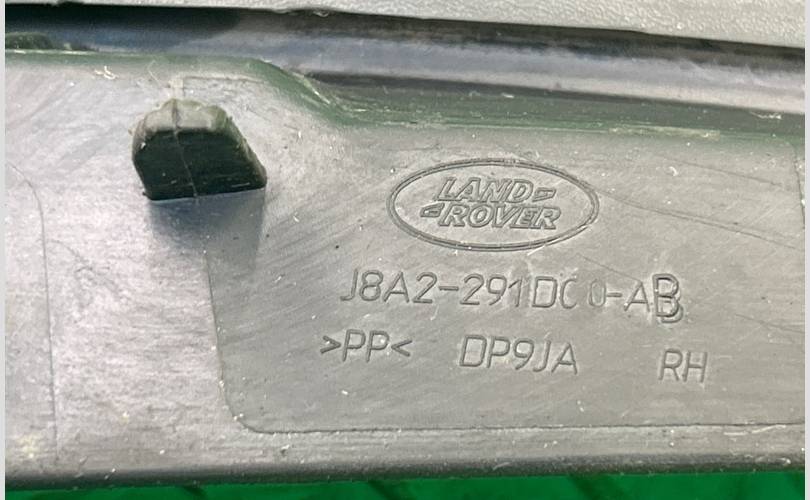 LAND
ROVER
J8A2-291DC0-AB
>PP< DP9JA RH